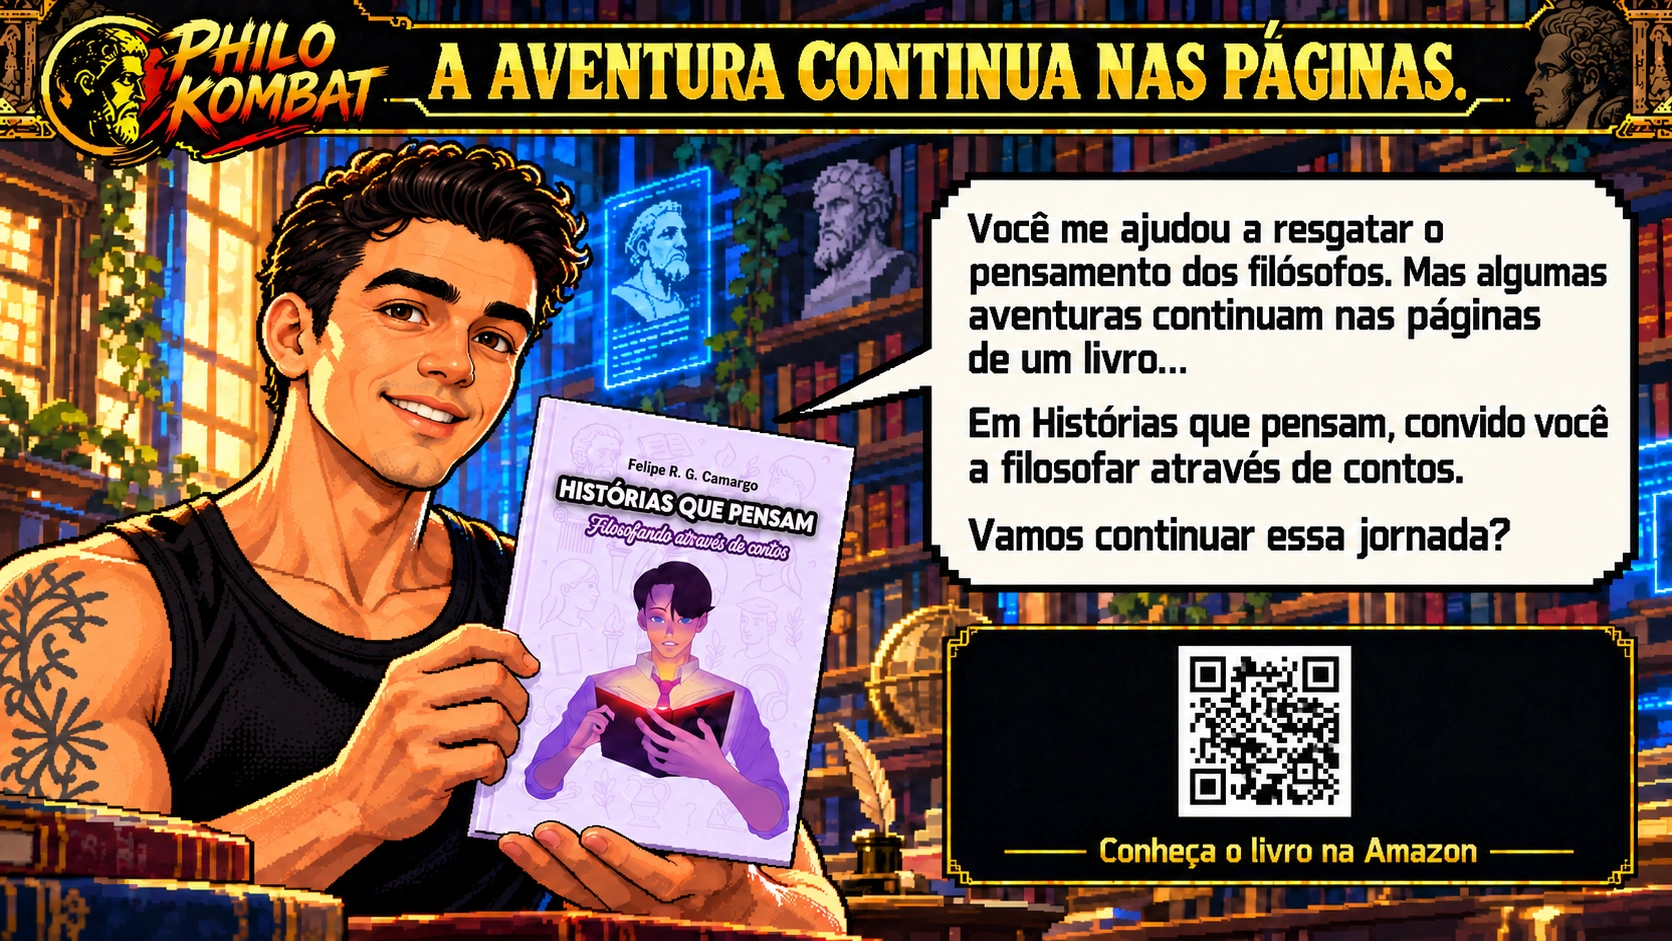 PHILO
KOMBAT
A AVENTURA CONTINUA NAS PÁGINAS.
Você me ajudou a resgatar o
pensamento dos filósofos. Mas algumas
aventuras continuam nas páginas
de um livro...
Em Histórias que pensam, convido você
a filosofar através de contos.
Vamos continuar essa jornada?
Felipe R. G. Camargo
HISTÓRIAS QUE PENSAM
Filosofando através de contos
Conheça o livro na Amazon